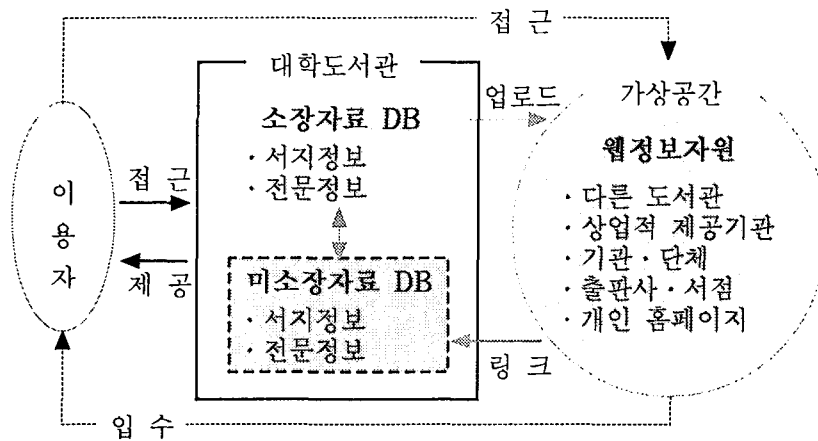 접 근
대학도서관
소장자료 DB
· 서지정보
· 전문정보
미소장자료 DB
· 서지정보
· 전문정보
이
용
자
접 근
제 공
업로드
링 크
가상공간
웹정보자원
· 다른 도서관
· 상업적 제공기관
· 기관 · 단체
· 출판사 · 서점
· 개인 홈페이지
입 수